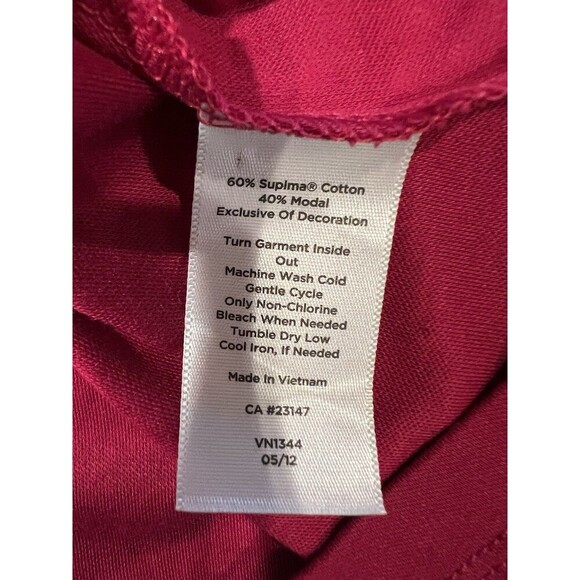 60% Supima® Cotton
40% Modal
Exclusive Of Decoration
Turn Garment Inside
Out
Machine Wash Cold
Gentle Cycle
Only Non-Chlorine
Bleach When Needed
Tumble Dry Low
Cool Iron, If Needed
Made In Vietnam
CA #23147
VN1344
05/12